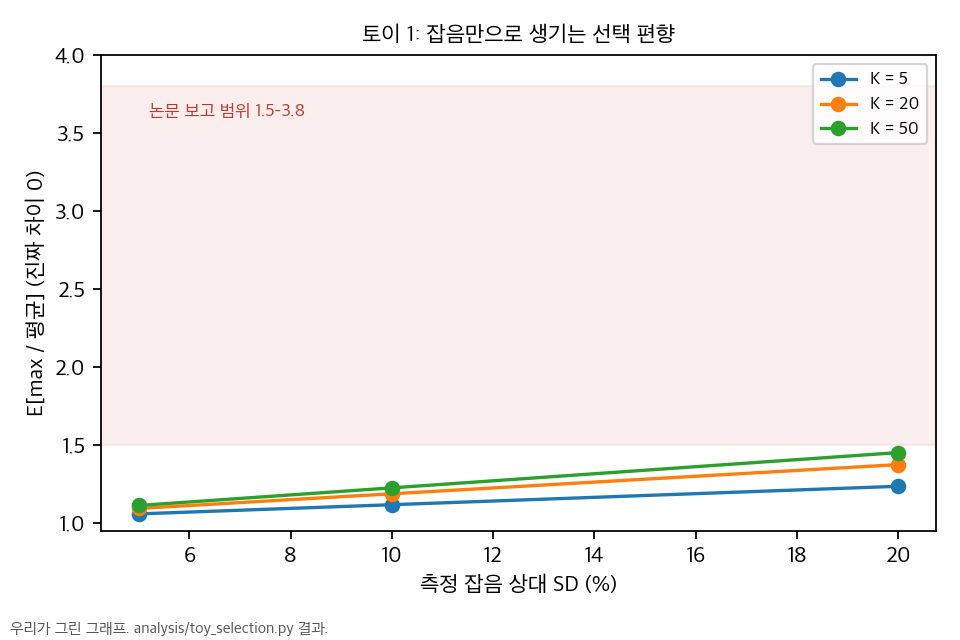 토이 1: 잡음만으로 생기는 선택 편향
논문 보고 범위 1.5-3.8
K = 5
K = 20
K = 50
E[max / 평균] (진짜 차이 0)
4.0
3.5
3.0
2.5
2.0
1.5
1.0
6 8 10 12 14 16 18 20
측정 잡음 상대 SD (%)
우리가 그린 그래프. analysis/toy_selection.py 결과.